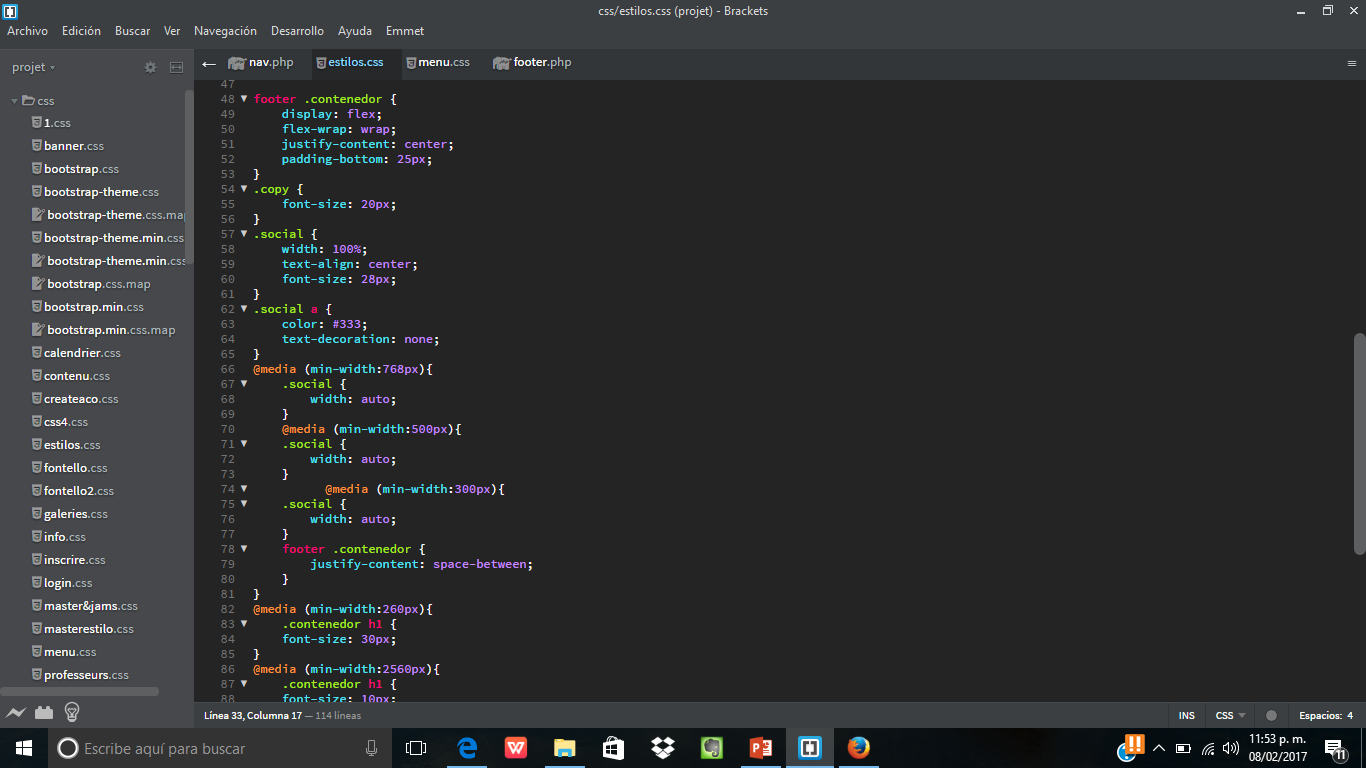 css/estilos.css (projet) - Brackets
Archivo Edición Buscar Ver Navegación Desarrollo Ayuda Emmet
projet
nav.php estilos.css menu.css footer.php
css
1.css
banner.css
bootstrap.css
bootstrap-theme.css
bootstrap-theme.css.map
bootstrap-theme.min.css
bootstrap-theme.min.css
bootstrap.css.map
bootstrap.min.css
bootstrap.min.css.map
calendrier.css
contenu.css
createaco.css
css4.css
estilos.css
fontello.css
fontello2.css
galeries.css
info.css
inscrire.css
login.css
master&jams.css
masterestilo.css
menu.css
professeurs.css
47
48 footer .contenedor {
49 display: flex;
50 flex-wrap: wrap;
51 justify-content: center;
52 padding-bottom: 25px;
53 }
54 .copy {
55 font-size: 20px;
56 }
57 .social {
58 width: 100%;
59 text-align: center;
60 font-size: 28px;
61 }
62 .social a {
63 color: #333;
64 text-decoration: none;
65 }
66 @media (min-width:768px){
67 .social {
68 width: auto;
69 }
70 @media (min-width:500px){
71 .social {
72 width: auto;
73 }
74 @media (min-width:300px){
75 .social {
76 width: auto;
77 }
78 footer .contenedor {
79 justify-content: space-between;
80 }
81 }
82 @media (min-width:260px){
83 .contenedor h1 {
84 font-size: 30px;
85 }
86 @media (min-width:2560px){
87 .contenedor h1 {
88 font-size: 10px;
Línea 33, Columna 17 — 114 líneas
INS CSS Espacios: 4
Escribe aquí para buscar
11:53 p. m.
08/02/2017
11